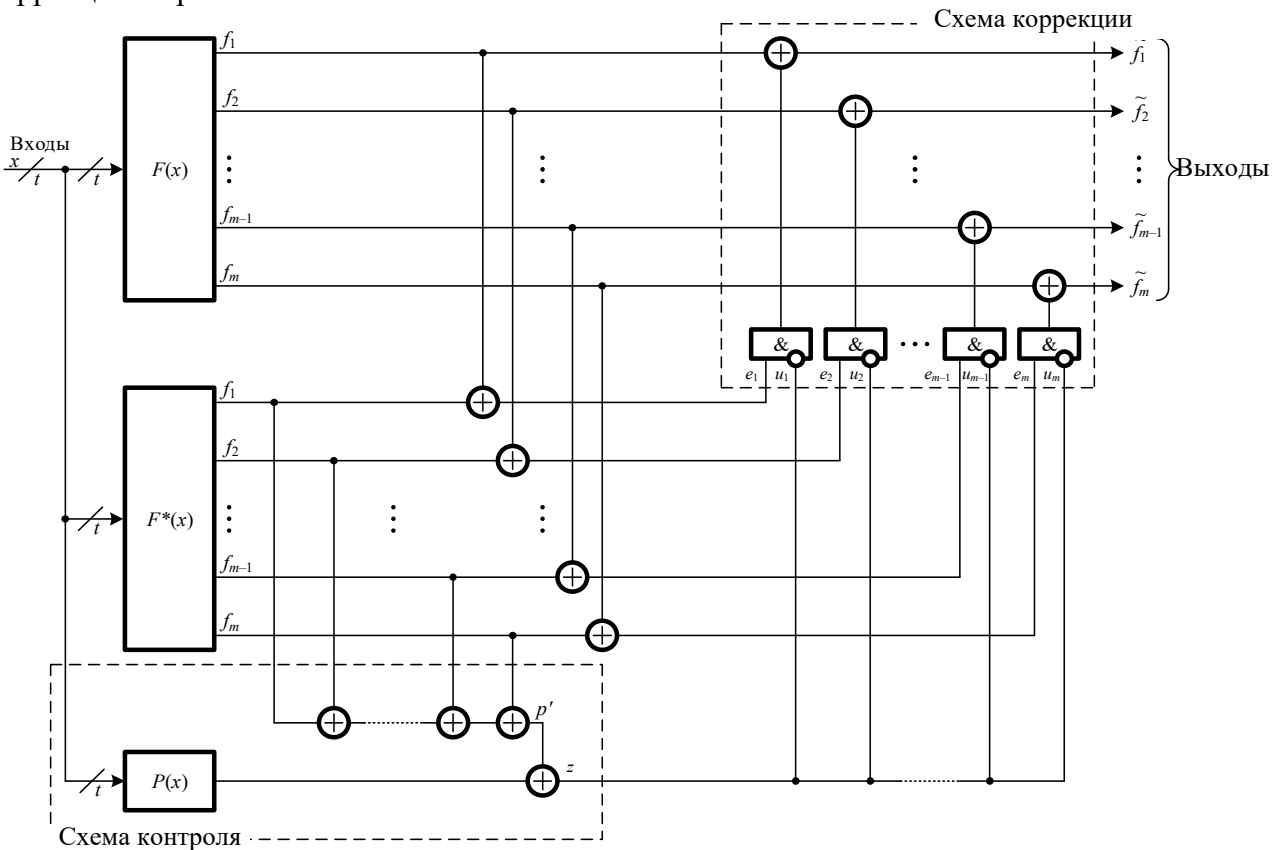 Схема коррекции
f1
f̃1
f2
f̃2
Входы
x
t
t
F(x)
Выходы
fm–1
f̃m–1
fm
f̃m
& & & &
e1 u1 e2 u2 em–1 um–1 em um
f1
f2
t
F*(x)
fm–1
fm
p'
z
t
P(x)
Схема контроля